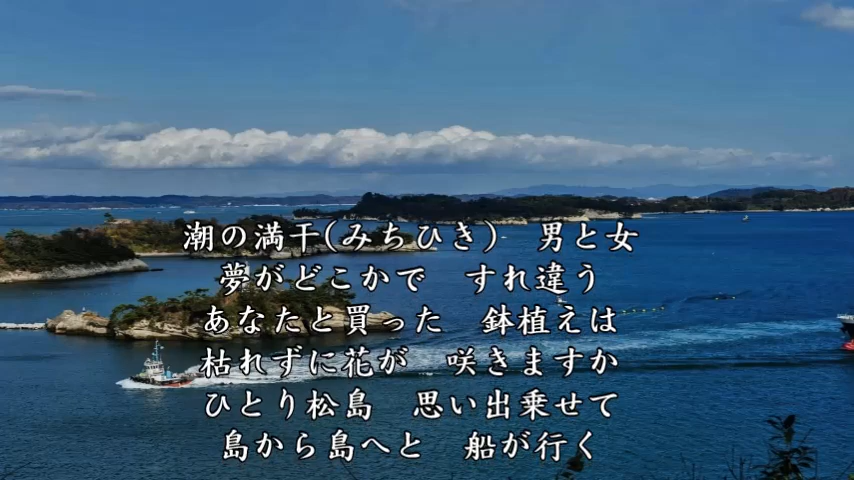 潮の満干(みちひき)　男と女
夢がどこかで　すれ違う
あなたと買った　鉢植えは
枯れずに花が　咲きますか
ひとり松島　思い出乗せて
島から島へと　船が行く